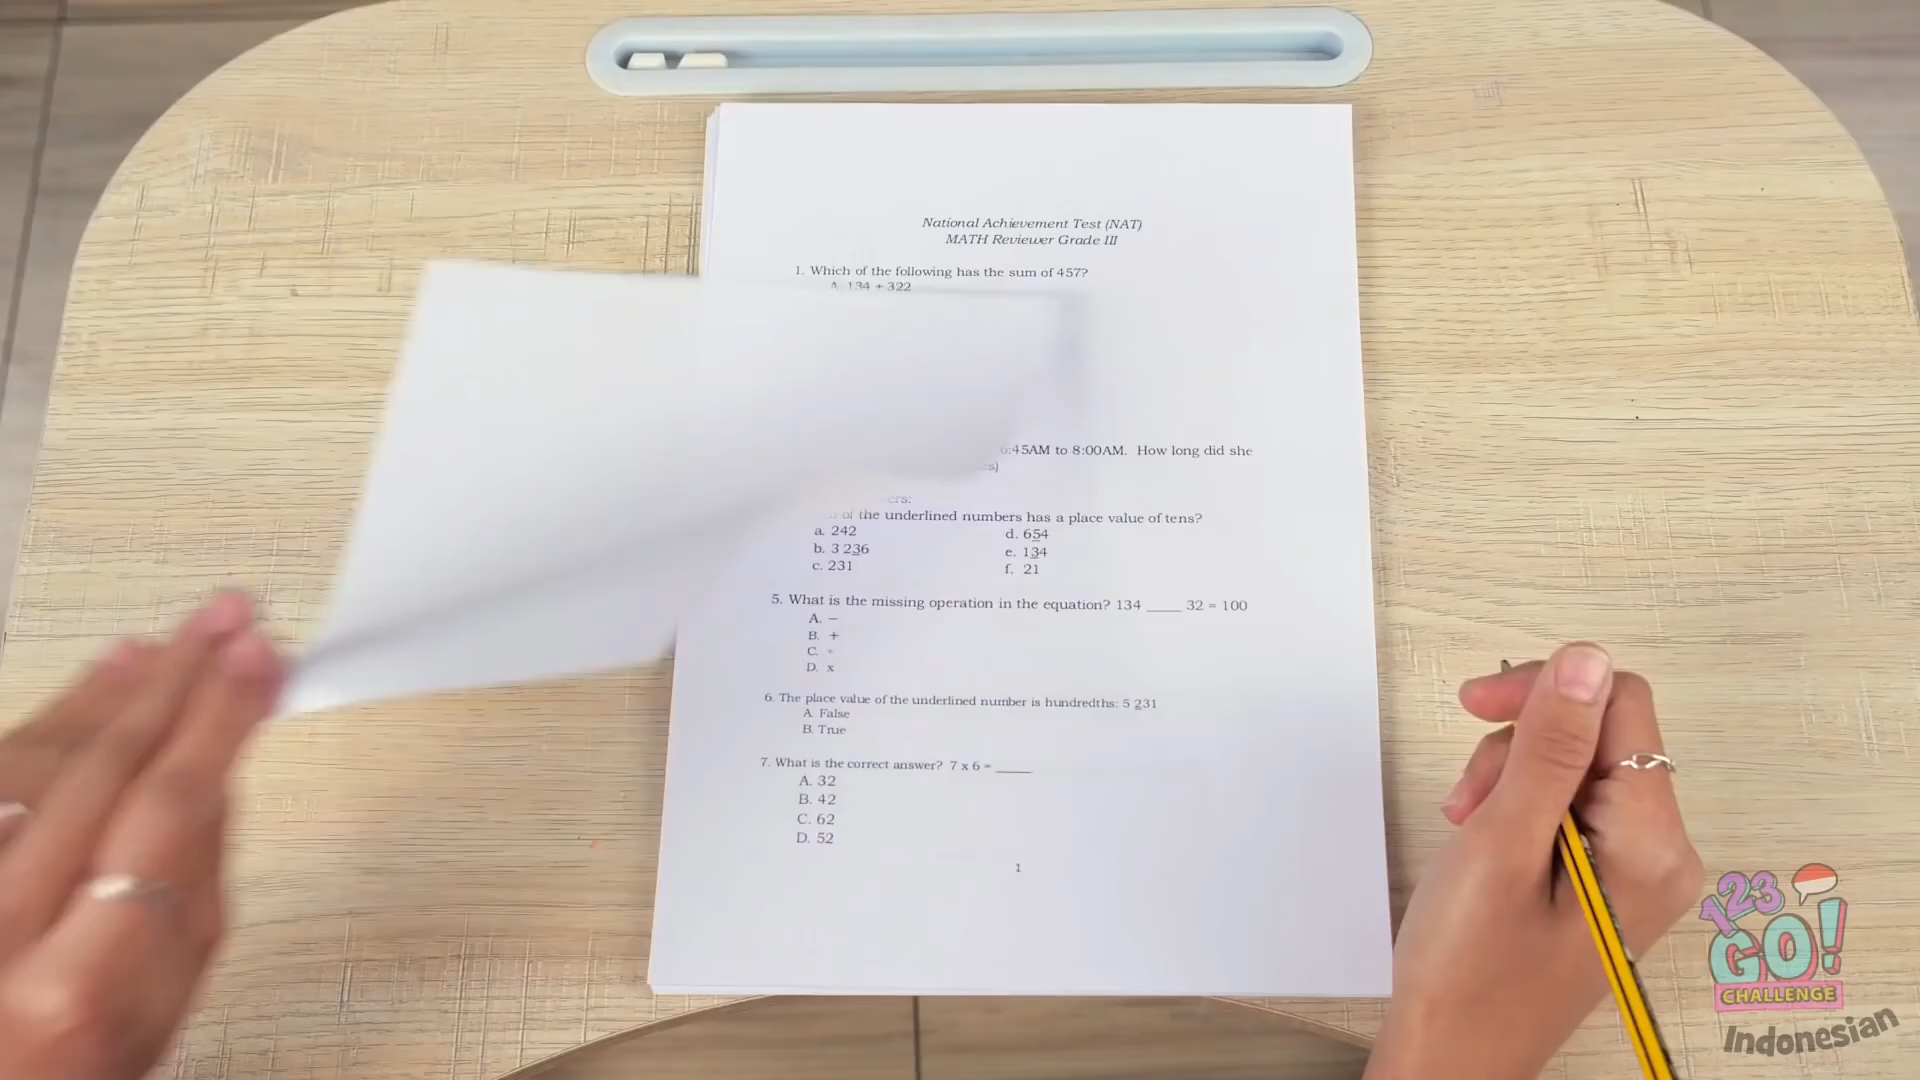 National Achievement Test (NAT)
MATH Reviewer Grade III
1. Which of the following has the sum of 457?
A. 134 + 322
:45AM to 8:00AM. How long did she
of the underlined numbers has a place value of tens?
a. 242
d. 654
b. 3 236
e. 134
c. 231
f. 21
5. What is the missing operation in the equation? 134 _____ 32 = 100
A. −
B. +
C. ÷
D. x
6. The place value of the underlined number is hundredths: 5 231
A. False
B. True
7. What is the correct answer? 7 x 6 = _____
A. 32
B. 42
C. 62
D. 52
1
123
GO!
CHALLENGE
Indonesian